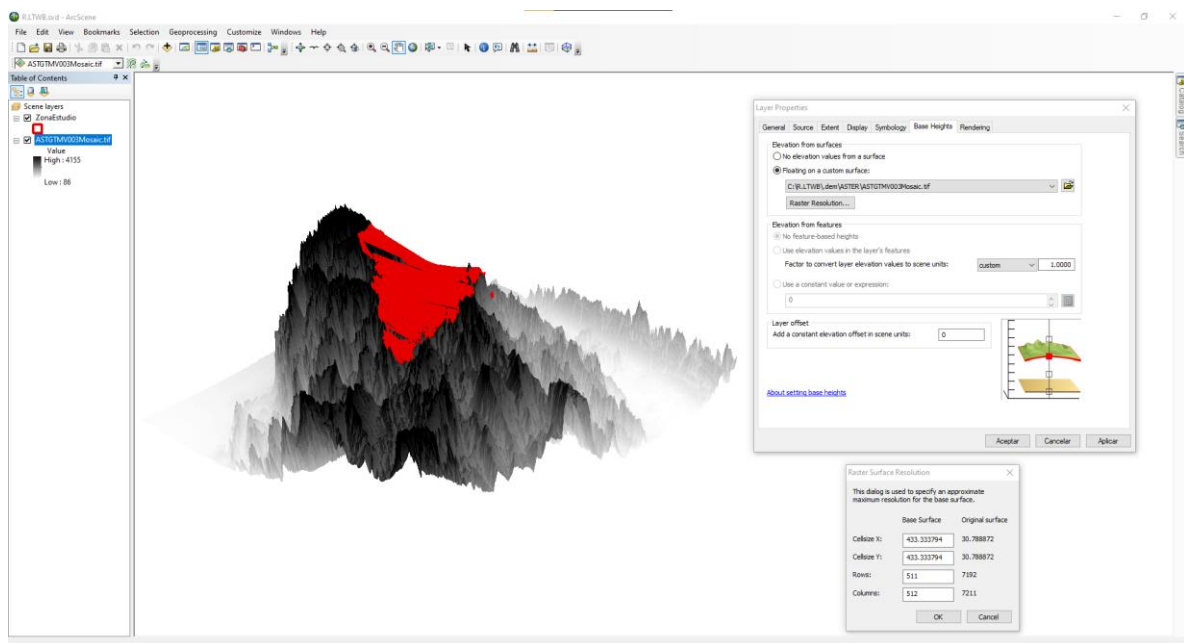 R.LTWB.sxd - ArcScene
File Edit View Bookmarks Selection Geoprocessing Customize Windows Help
ASTGTMV003Mosaic.tif
Table of Contents
Scene layers
ZonaEstudio
ASTGTMV003Mosaic.tif
Value
High : 4155
Low : 86
Catalog
Search
Layer Properties
General Source Extent Display Symbology Base Heights Rendering
Elevation from surfaces
No elevation values from a surface
Floating on a custom surface:
C:\R.LTWB\.dem\ASTER\ASTGTMV003Mosaic.tif
Raster Resolution...
Elevation from features
No feature-based heights
Use elevation values in the layer's features
Factor to convert layer elevation values to scene units: custom 1.0000
Use a constant value or expression:
0
Layer offset
Add a constant elevation offset in scene units: 0
About setting base heights
Aceptar Cancelar Aplicar
Raster Surface Resolution
This dialog is used to specify an approximate
maximum resolution for the base surface.
Base Surface Original surface
Cellsize X: 433.333794 30.788872
Cellsize Y: 433.333794 30.788872
Rows: 511 7192
Columns: 512 7211
OK Cancel